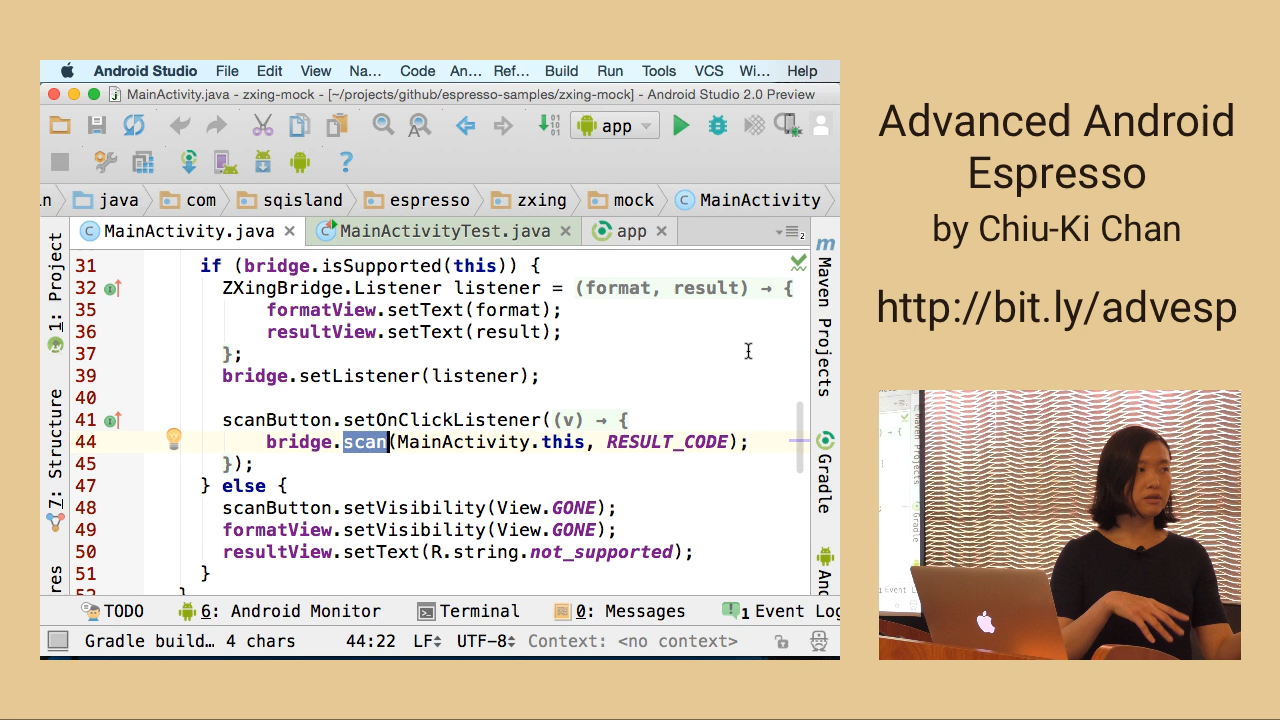 Android Studio File Edit View Na... Code An... Ref... Build Run Tools VCS Wi... Help
MainActivity.java - zxing-mock - [~/projects/github/espresso-samples/zxing-mock] - Android Studio 2.0 Preview
app
?
n java com sqisland espresso zxing mock C MainActivity
C MainActivity.java × C MainActivityTest.java × app × 2
31 if (bridge.isSupported(this)) {
32 ZXingBridge.Listener listener = (format, result) → {
35 formatView.setText(format);
36 resultView.setText(result);
37 };
39 bridge.setListener(listener);
40
41 scanButton.setOnClickListener((v) → {
44 bridge.scan(MainActivity.this, RESULT_CODE);
45 });
47 } else {
48 scanButton.setVisibility(View.GONE);
49 formatView.setVisibility(View.GONE);
50 resultView.setText(R.string.not_supported);
51 }
1: Project
7: Structure
res
m Maven Projects
Gradle
An
TODO 6: Android Monitor Terminal 0: Messages 1 Event Log
Gradle build... 4 chars 44:22 LF UTF-8 Context: <no context>
Advanced Android
Espresso
by Chiu-Ki Chan
http://bit.ly/advesp